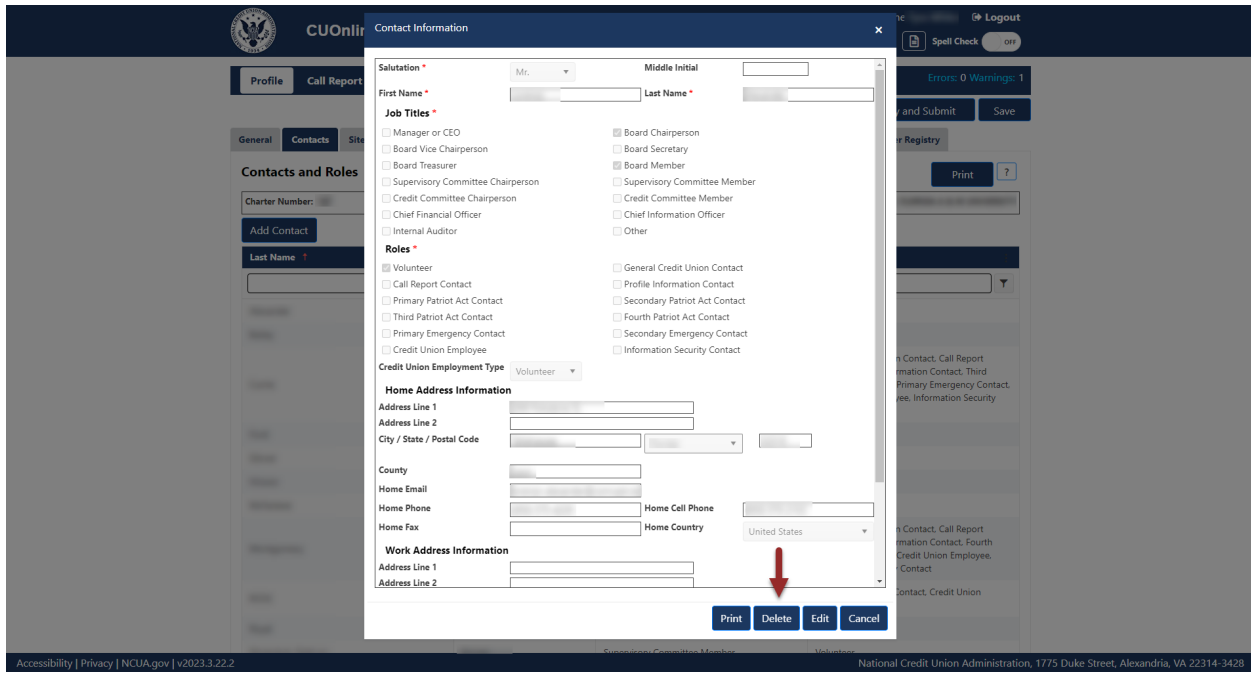 CUOnlin
Logout
Spell Check OFF
Contact Information ×
Profile Call Report
Errors: 0 Warnings: 1
and Submit Save
General Contacts Site
Registry
Contacts and Roles
Print ?
Charter Number:
Add Contact
Last Name ↑
Salutation * Mr. Middle Initial
First Name * Last Name *
Job Titles *
Manager or CEO Board Chairperson
Board Vice Chairperson Board Secretary
Board Treasurer Board Member
Supervisory Committee Chairperson Supervisory Committee Member
Credit Committee Chairperson Credit Committee Member
Chief Financial Officer Chief Information Officer
Internal Auditor Other
Roles *
Volunteer General Credit Union Contact
Call Report Contact Profile Information Contact
Primary Patriot Act Contact Secondary Patriot Act Contact
Third Patriot Act Contact Fourth Patriot Act Contact
Primary Emergency Contact Secondary Emergency Contact
Credit Union Employee Information Security Contact
Credit Union Employment Type Volunteer
Home Address Information
Address Line 1
Address Line 2
City / State / Postal Code
County
Home Email
Home Phone Home Cell Phone
Home Fax Home Country United States
Work Address Information
Address Line 1
Address Line 2
Print Delete Edit Cancel
n Contact, Call Report
rmation Contact, Third
Primary Emergency Contact,
yee, Information Security
n Contact, Call Report
rmation Contact, Fourth
Credit Union Employee,
Contact
Contact, Credit Union
Supervisory Committee Member Volunteer
Accessibility | Privacy | NCUA.gov | v2023.3.22.2
National Credit Union Administration, 1775 Duke Street, Alexandria, VA 22314-3428